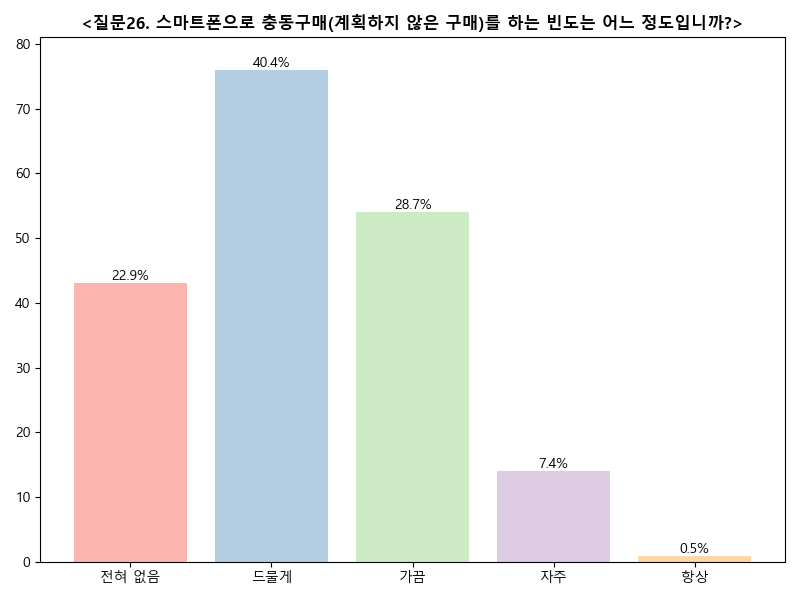 <질문26. 스마트폰으로 충동구매(계획하지 않은 구매)를 하는 빈도는 어느 정도입니까?>
80
70
60
50
40
30
20
10
0
22.9%
40.4%
28.7%
7.4%
0.5%
전혀 없음
드물게
가끔
자주
항상